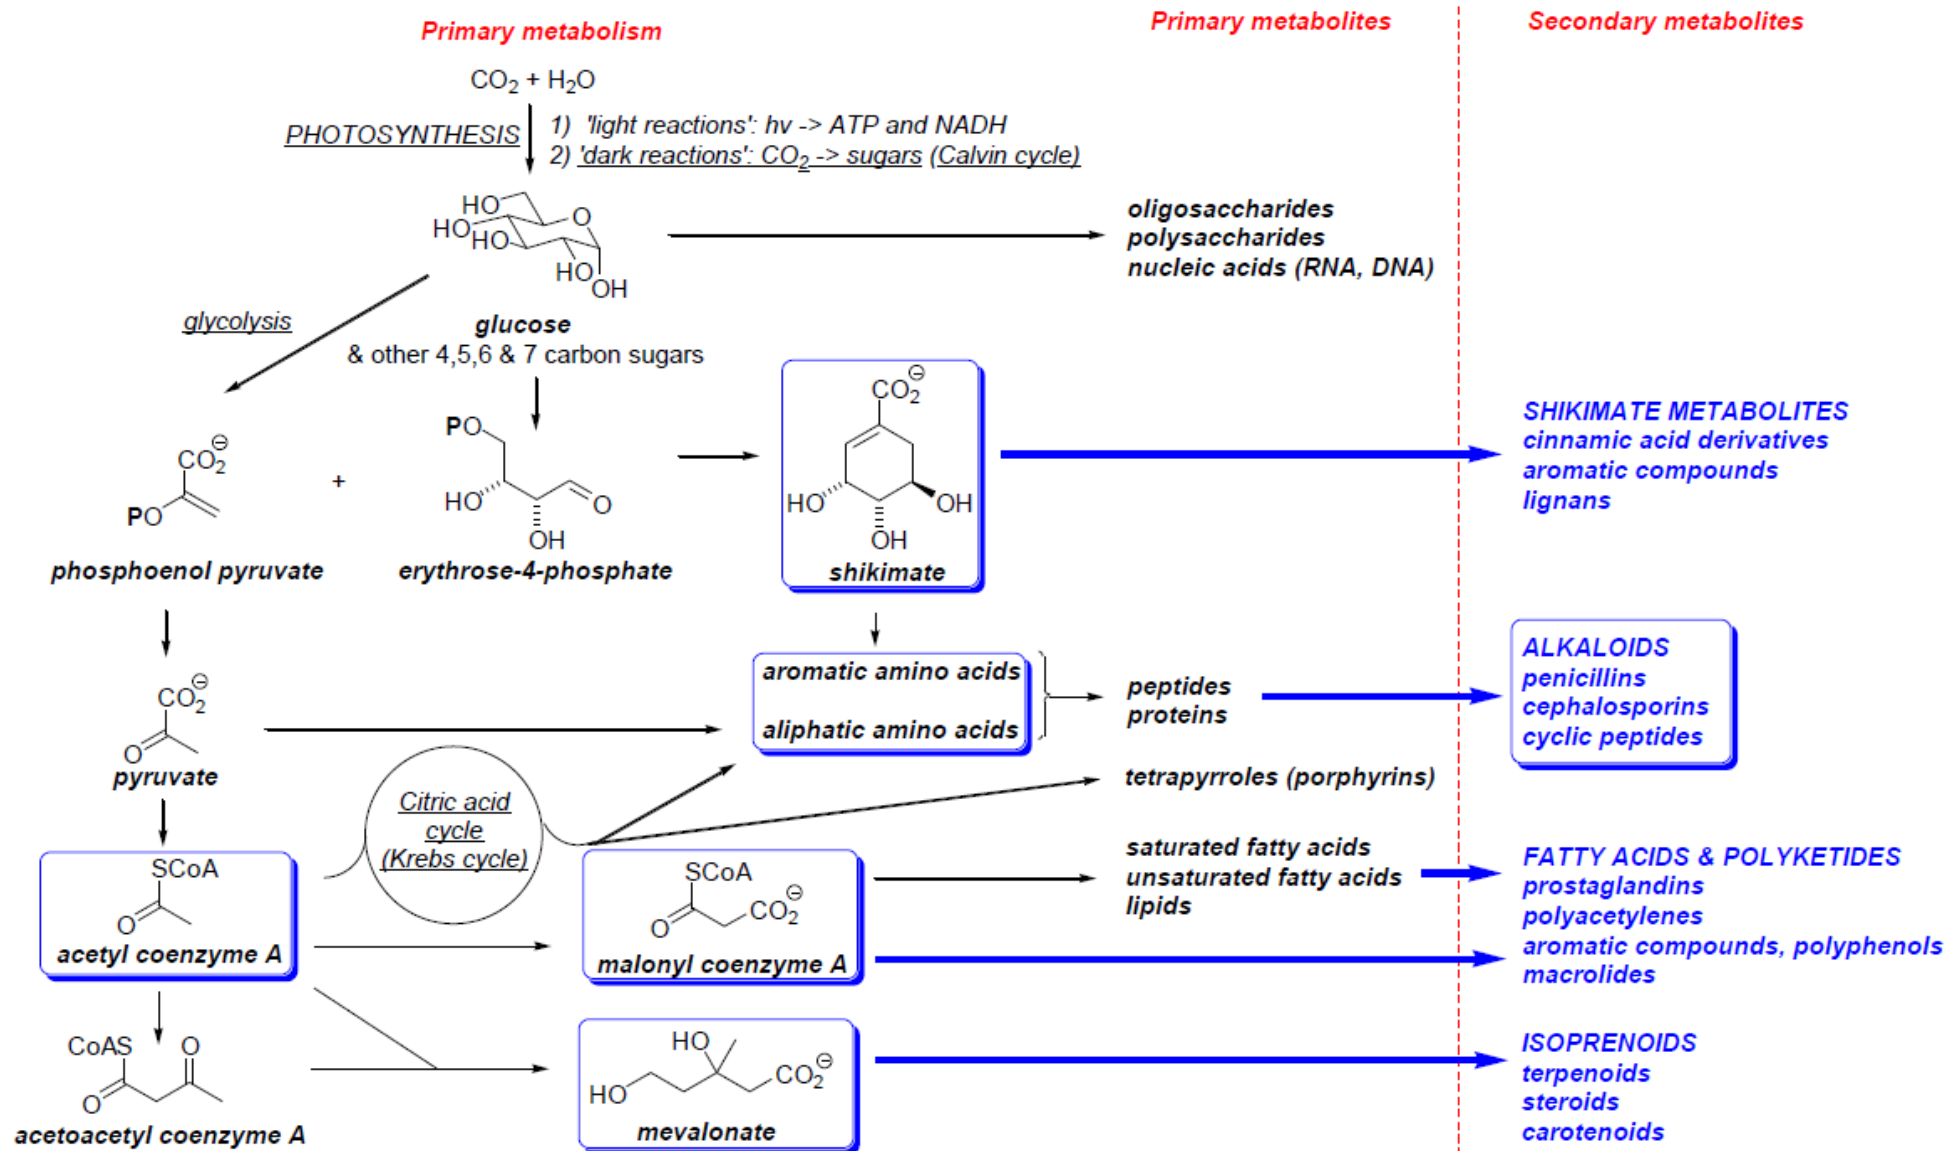 Primary metabolism
Primary metabolites
Secondary metabolites
CO2 + H2O
PHOTOSYNTHESIS
1) 'light reactions': hv -> ATP and NADH
2) 'dark reactions': CO2 -> sugars (Calvin cycle)
HO
O
HO
HO
HO
OH
oligosaccharides
polysaccharides
nucleic acids (RNA, DNA)
glycolysis
glucose
& other 4,5,6 & 7 carbon sugars
CO2⊖
PO
phosphoenol pyruvate
+
PO
HO
O
OH
erythrose-4-phosphate
CO2⊖
HO
OH
OH
shikimate
SHIKIMATE METABOLITES
cinnamic acid derivatives
aromatic compounds
lignans
CO2⊖
O
pyruvate
aromatic amino acids
aliphatic amino acids
peptides
proteins
ALKALOIDS
penicillins
cephalosporins
cyclic peptides
Citric acid
cycle
(Krebs cycle)
tetrapyrroles (porphyrins)
SCoA
O
acetyl coenzyme A
SCoA
O
CO2⊖
malonyl coenzyme A
saturated fatty acids
unsaturated fatty acids
lipids
FATTY ACIDS & POLYKETIDES
prostaglandins
polyacetylenes
aromatic compounds, polyphenols
macrolides
CoAS
O
O
acetoacetyl coenzyme A
HO
HO
CO2⊖
mevalonate
ISOPRENOIDS
terpenoids
steroids
carotenoids